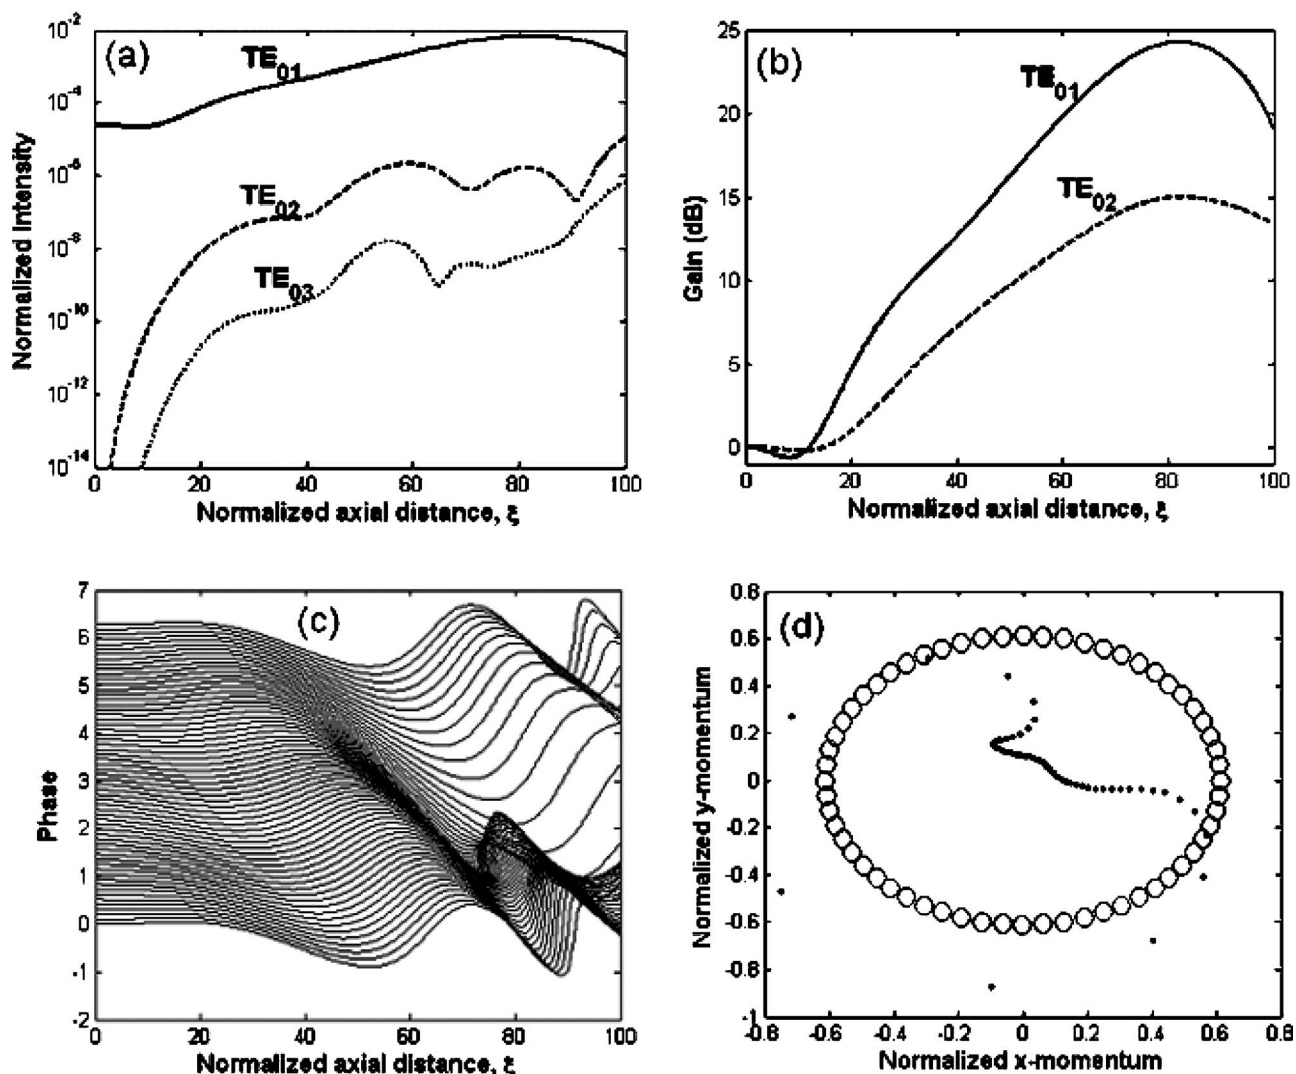 (a)
10^-2
10^-4
10^-6
10^-8
10^-10
10^-12
10^-14
Normalized Intensity
TE01
TE02
TE03
0 20 40 60 80 100
Normalized axial distance, ξ
(b)
25
20
15
10
5
0
Gain (dB)
TE01
TE02
0 20 40 60 80 100
Normalized axial distance, ξ
(c)
7
6
5
4
3
2
1
0
-1
-2
Phase
0 20 40 60 80 100
Normalized axial distance, ξ
(d)
0.8
0.6
0.4
0.2
0
-0.2
-0.4
-0.6
-0.8
-1
Normalized y-momentum
-0.8 -0.6 -0.4 -0.2 0 0.2 0.4 0.6 0.8
Normalized x-momentum